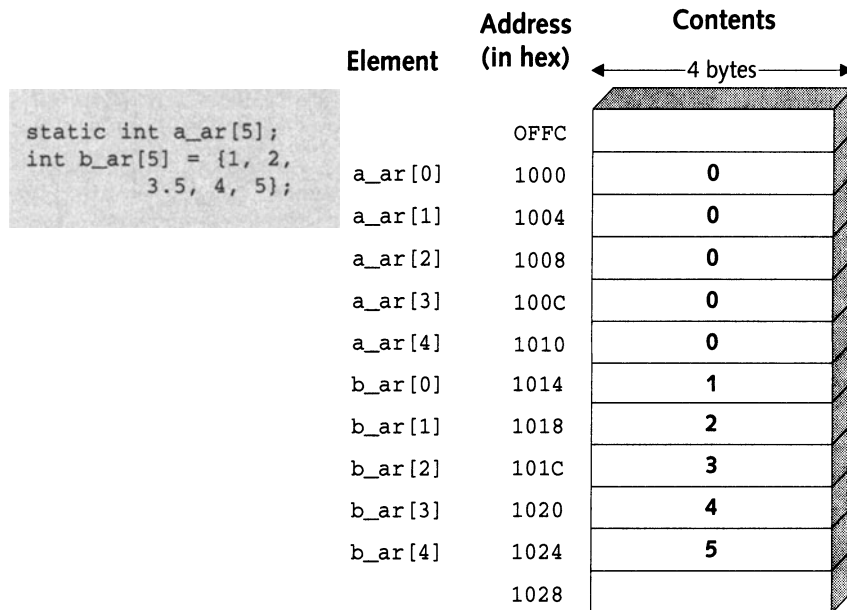 Element Address (in hex) Contents
4 bytes
static int a_ar[5];
int b_ar[5] = {1, 2,
3.5, 4, 5};
OFFC
a_ar[0] 1000 0
a_ar[1] 1004 0
a_ar[2] 1008 0
a_ar[3] 100C 0
a_ar[4] 1010 0
b_ar[0] 1014 1
b_ar[1] 1018 2
b_ar[2] 101C 3
b_ar[3] 1020 4
b_ar[4] 1024 5
1028